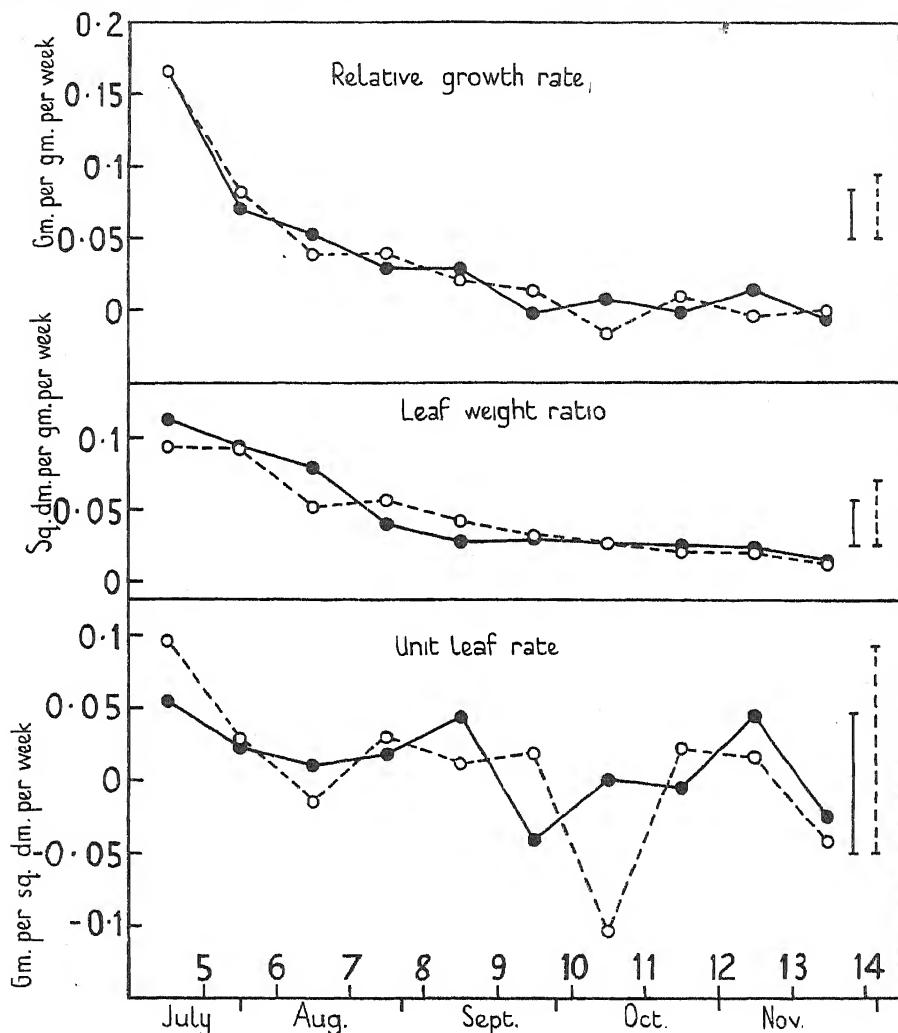 Relative growth rate
Gm. per gm. per week
0·2
0·15
0·1
0·05
0
Leaf weight ratio
Sq. dm. per gm. per week
0·1
0·05
0
Unit leaf rate
Gm. per sq. dm. per week
0·1
0·05
0
-0·05
-0·1
5 6 7 8 9 10 11 12 13 14
July Aug. Sept. Oct. Nov.